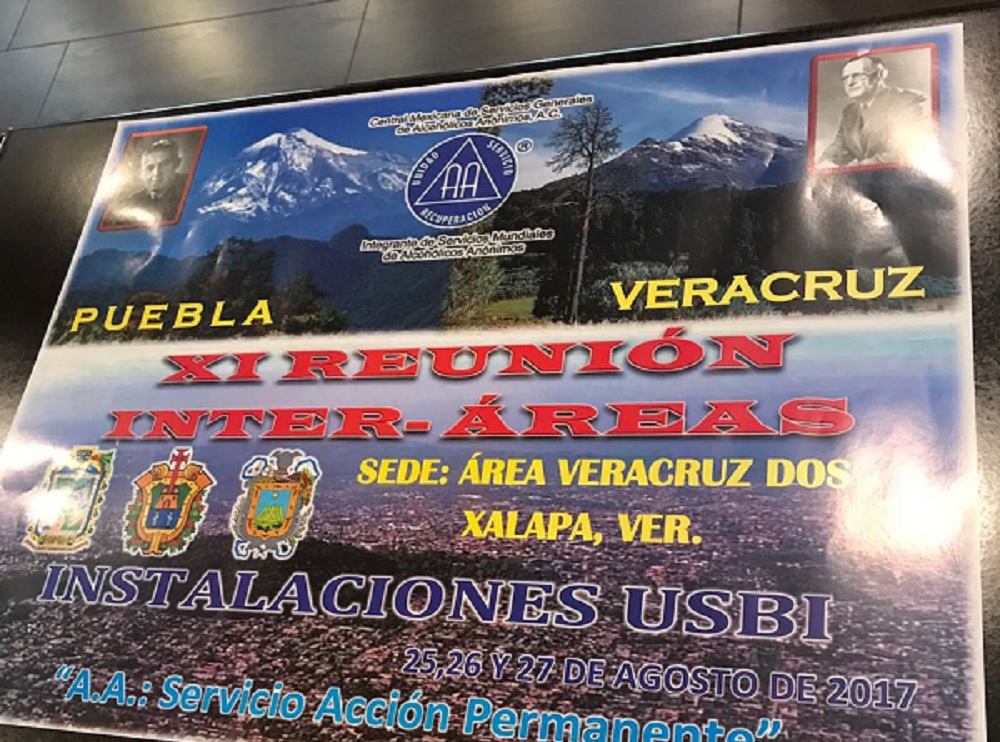 Central Mexicana de Servicios Generales
de Alcohólicos Anónimos, A.C.
UNIDAD SERVICIO
AA
®
RECUPERACION
Integrante de Servicios Mundiales
de Alcohólicos Anónimos
PUEBLA
VERACRUZ
XI REUNIÓN
INTER-ÁREAS
SEDE: ÁREA VERACRUZ DOS
XALAPA, VER.
INSTALACIONES USBI
25,26 Y 27 DE AGOSTO DE 2017
“A.A.: Servicio Acción Permanente”